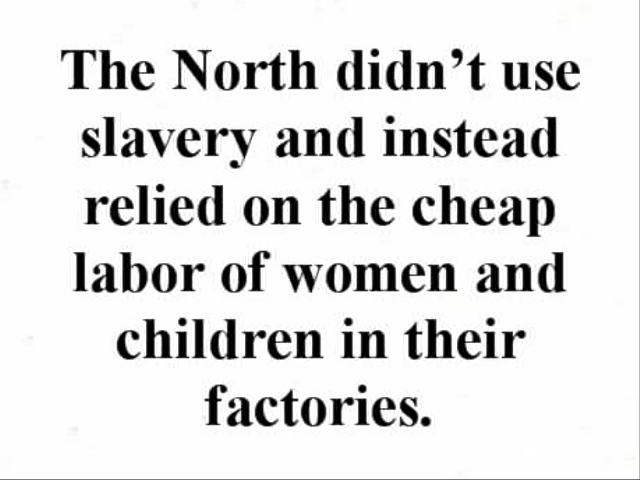 The North didn’t use
slavery and instead
relied on the cheap
labor of women and
children in their
factories.